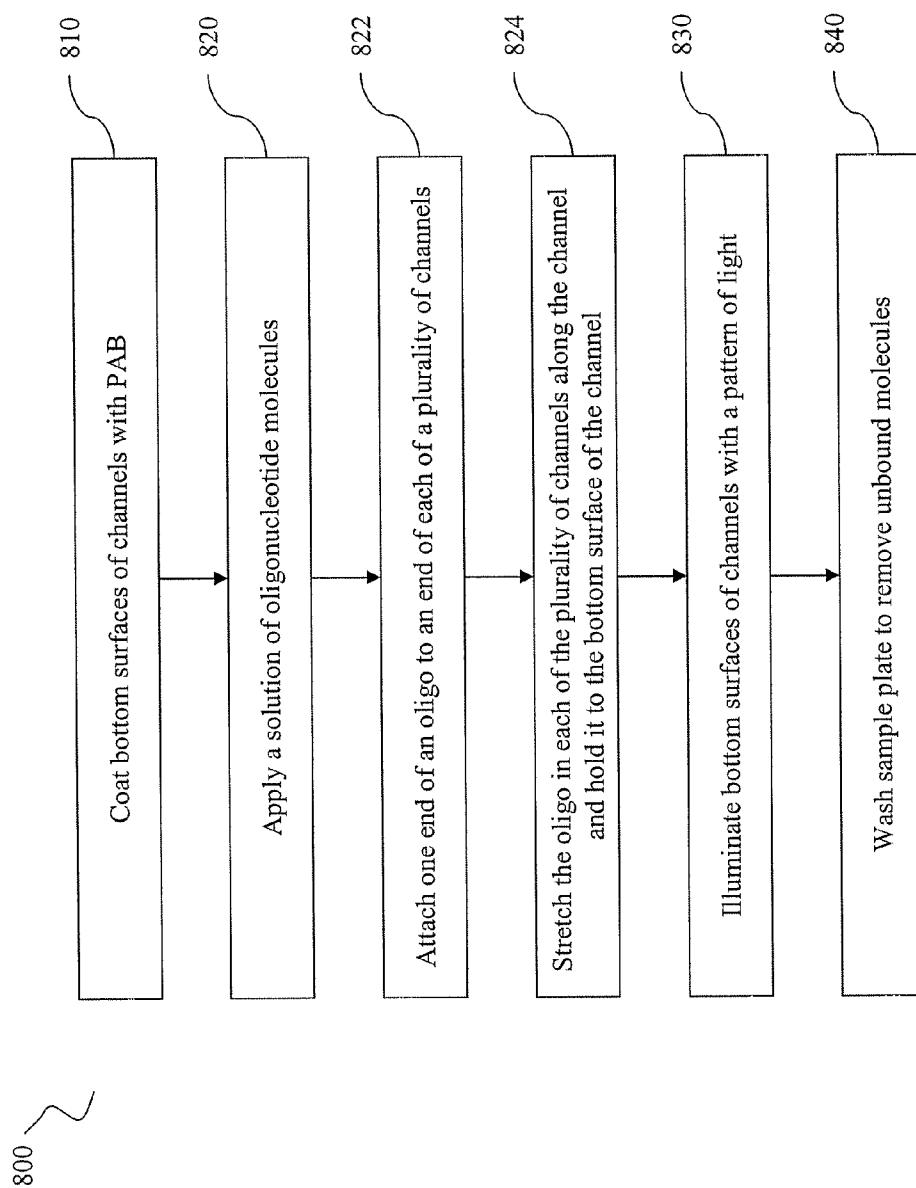 800
810
Coat bottom surfaces of channels with PAB
820
Apply a solution of oligonucleotide molecules
822
Attach one end of an oligo to an end of each of a plurality of channels
824
Stretch the oligo in each of the plurality of channels along the channel
and hold it to the bottom surface of the channel
830
Illuminate bottom surfaces of channels with a pattern of light
840
Wash sample plate to remove unbound molecules